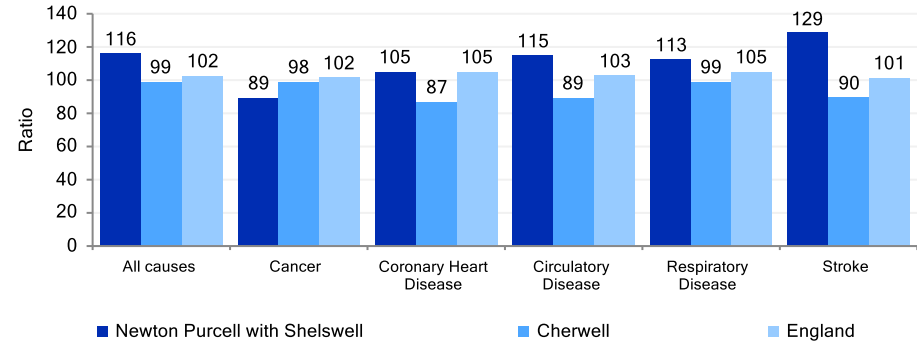 140
120
100
80
60
40
20
0
Ratio
116
99
102
89
98
102
105
87
105
115
89
103
113
99
105
129
90
101
All causes
Cancer
Coronary Heart
Disease
Circulatory
Disease
Respiratory
Disease
Stroke
Newton Purcell with Shelswell
Cherwell
England